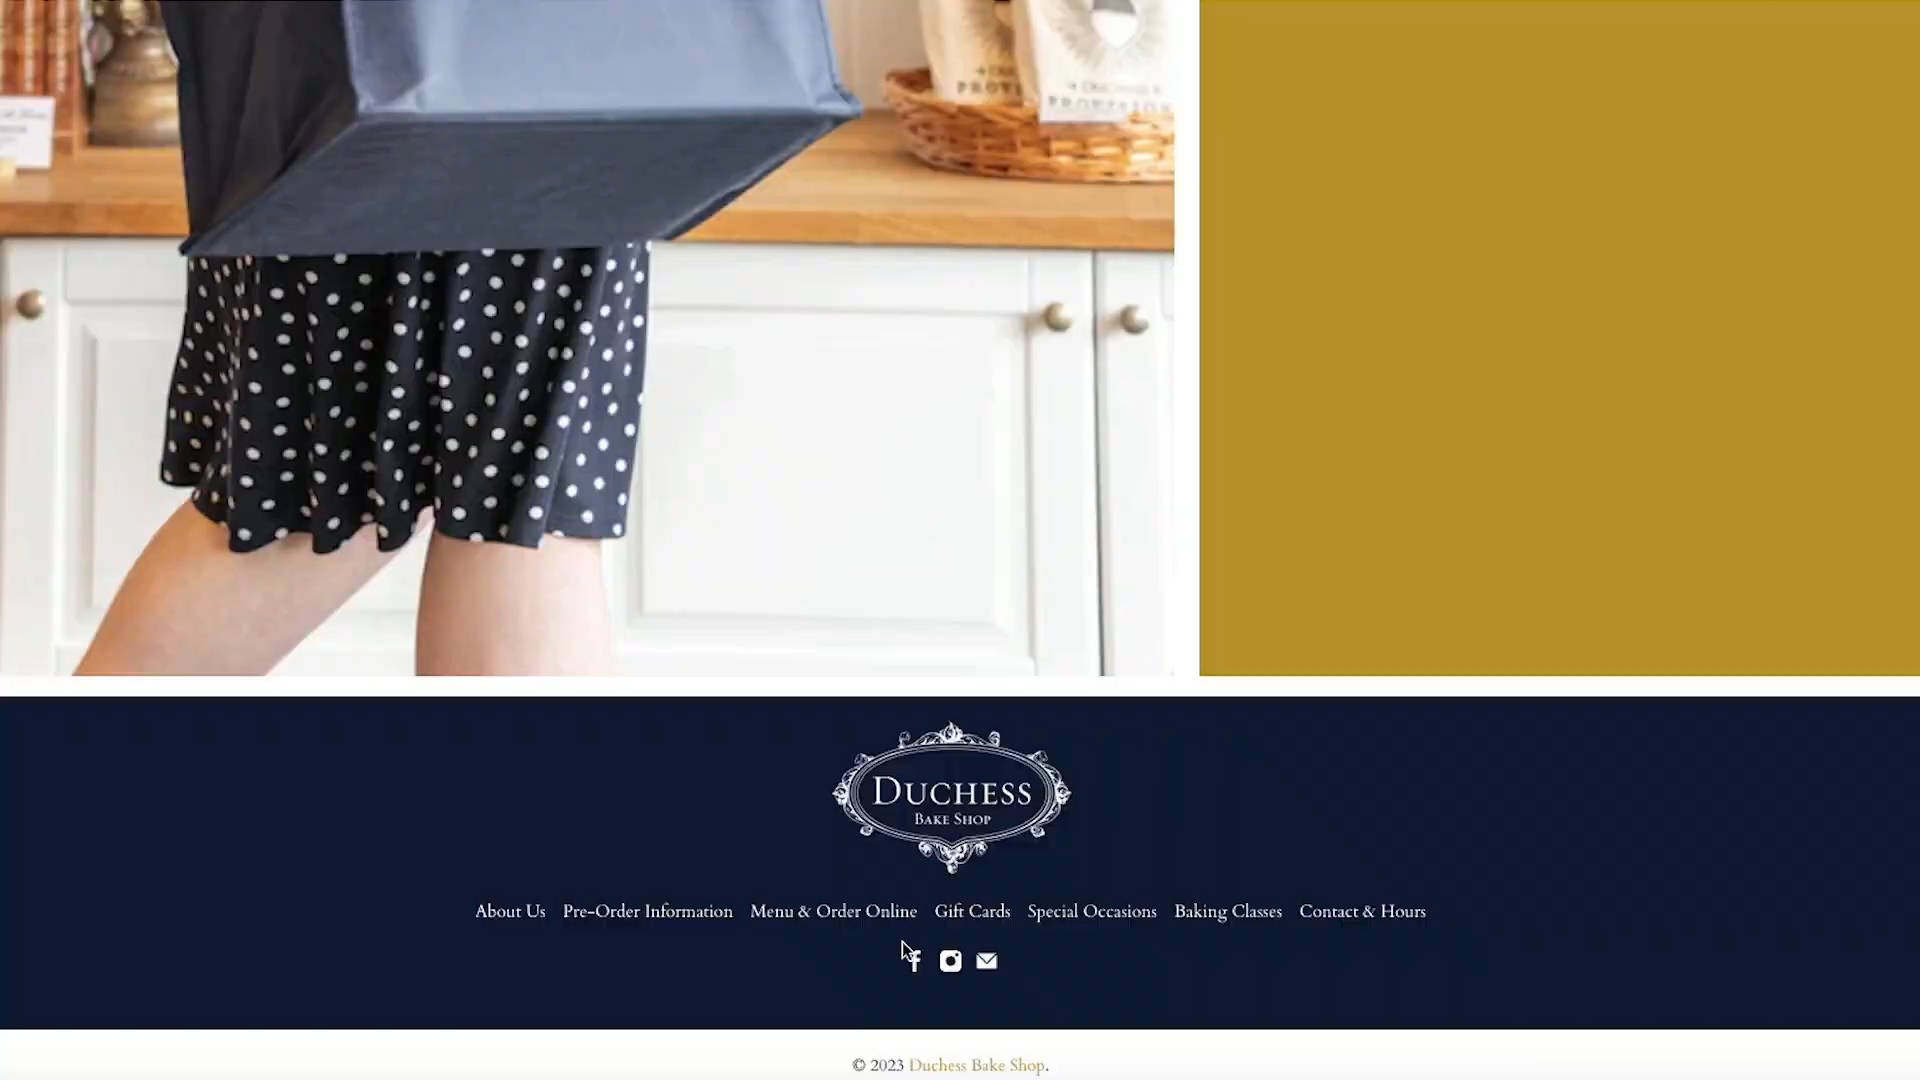 PROVISION
DUCHESS
BAKE SHOP
About Us Pre-Order Information Menu & Order Online Gift Cards Special Occasions Baking Classes Contact & Hours
© 2023 Duchess Bake Shop.